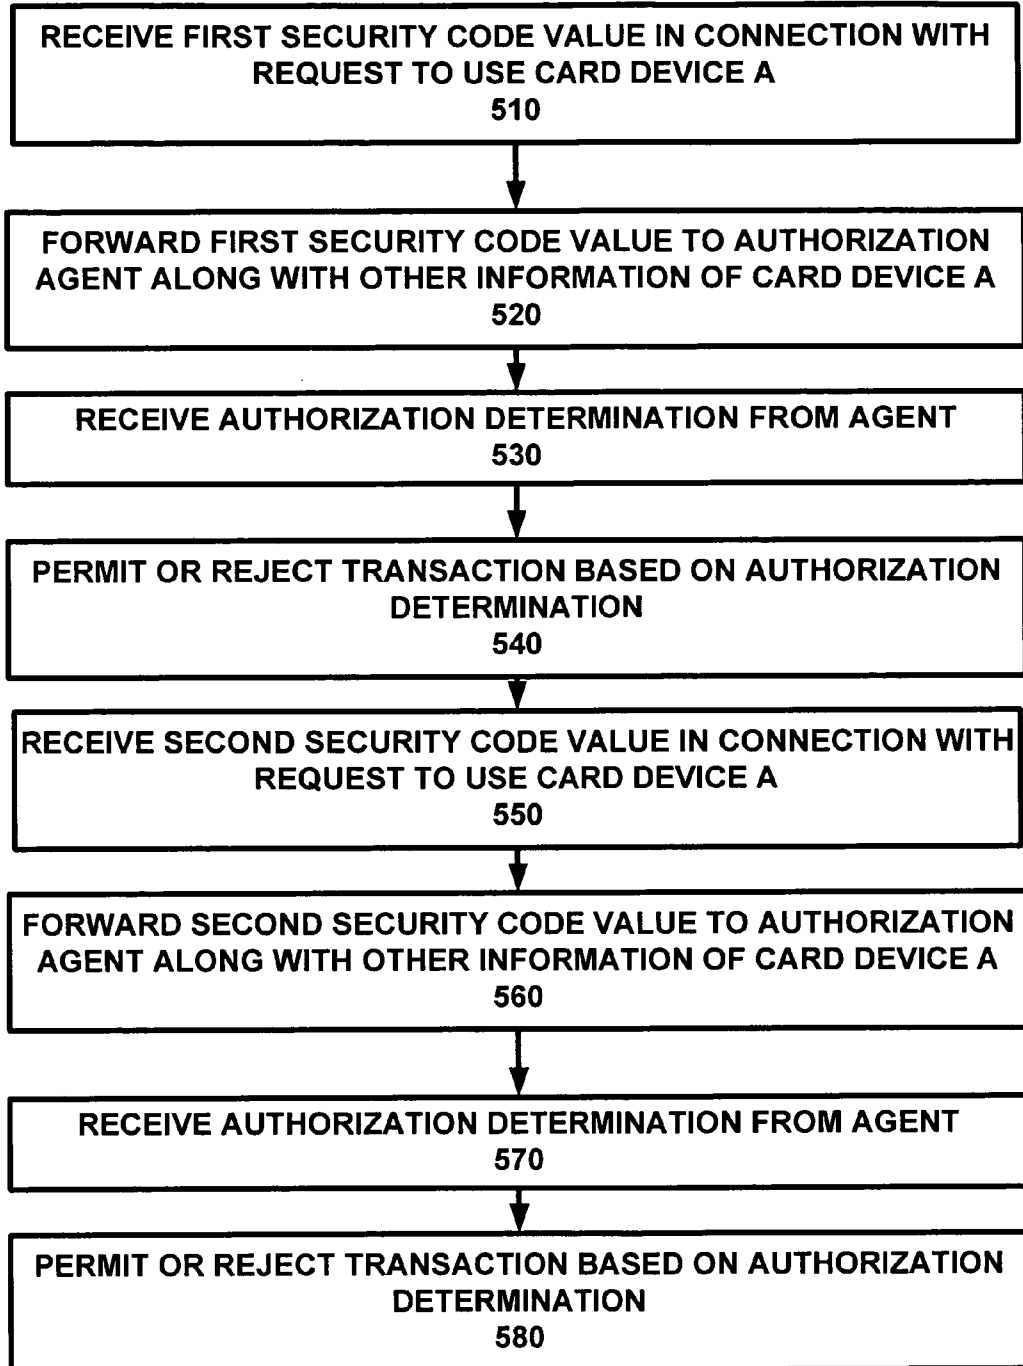 RECEIVE FIRST SECURITY CODE VALUE IN CONNECTION WITH
REQUEST TO USE CARD DEVICE A
510
FORWARD FIRST SECURITY CODE VALUE TO AUTHORIZATION
AGENT ALONG WITH OTHER INFORMATION OF CARD DEVICE A
520
RECEIVE AUTHORIZATION DETERMINATION FROM AGENT
530
PERMIT OR REJECT TRANSACTION BASED ON AUTHORIZATION
DETERMINATION
540
RECEIVE SECOND SECURITY CODE VALUE IN CONNECTION WITH
REQUEST TO USE CARD DEVICE A
550
FORWARD SECOND SECURITY CODE VALUE TO AUTHORIZATION
AGENT ALONG WITH OTHER INFORMATION OF CARD DEVICE A
560
RECEIVE AUTHORIZATION DETERMINATION FROM AGENT
570
PERMIT OR REJECT TRANSACTION BASED ON AUTHORIZATION
DETERMINATION
580